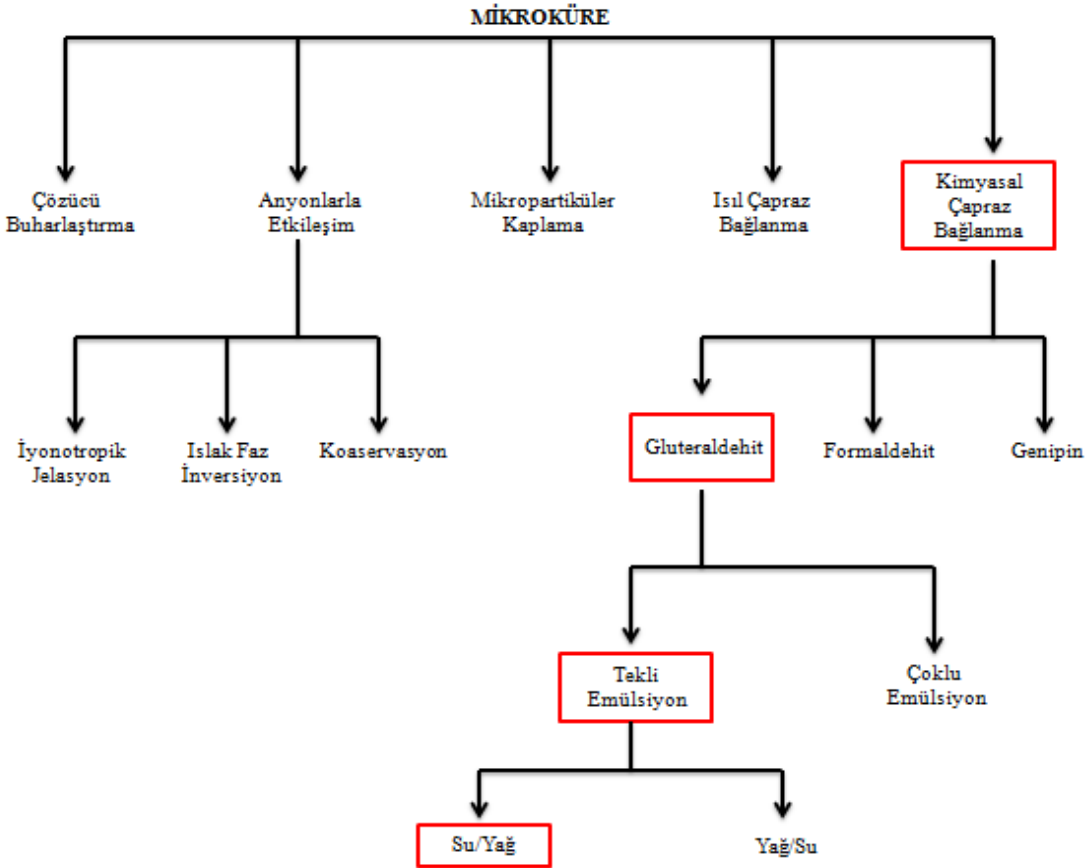 MİKROKÜRE
Çözücü
Buharlaştırma
Anyonlarla
Etkileşim
Mikropartiküler
Kaplama
Isıl Çapraz
Bağlanma
Kimyasal
Çapraz
Bağlanma
İyonotropik
Jelasyon
Islak Faz
İnversiyon
Koaservasyon
Gluteraldehit
Formaldehit
Genipin
Tekli
Emülsiyon
Çoklu
Emülsiyon
Su/Yağ
Yağ/Su